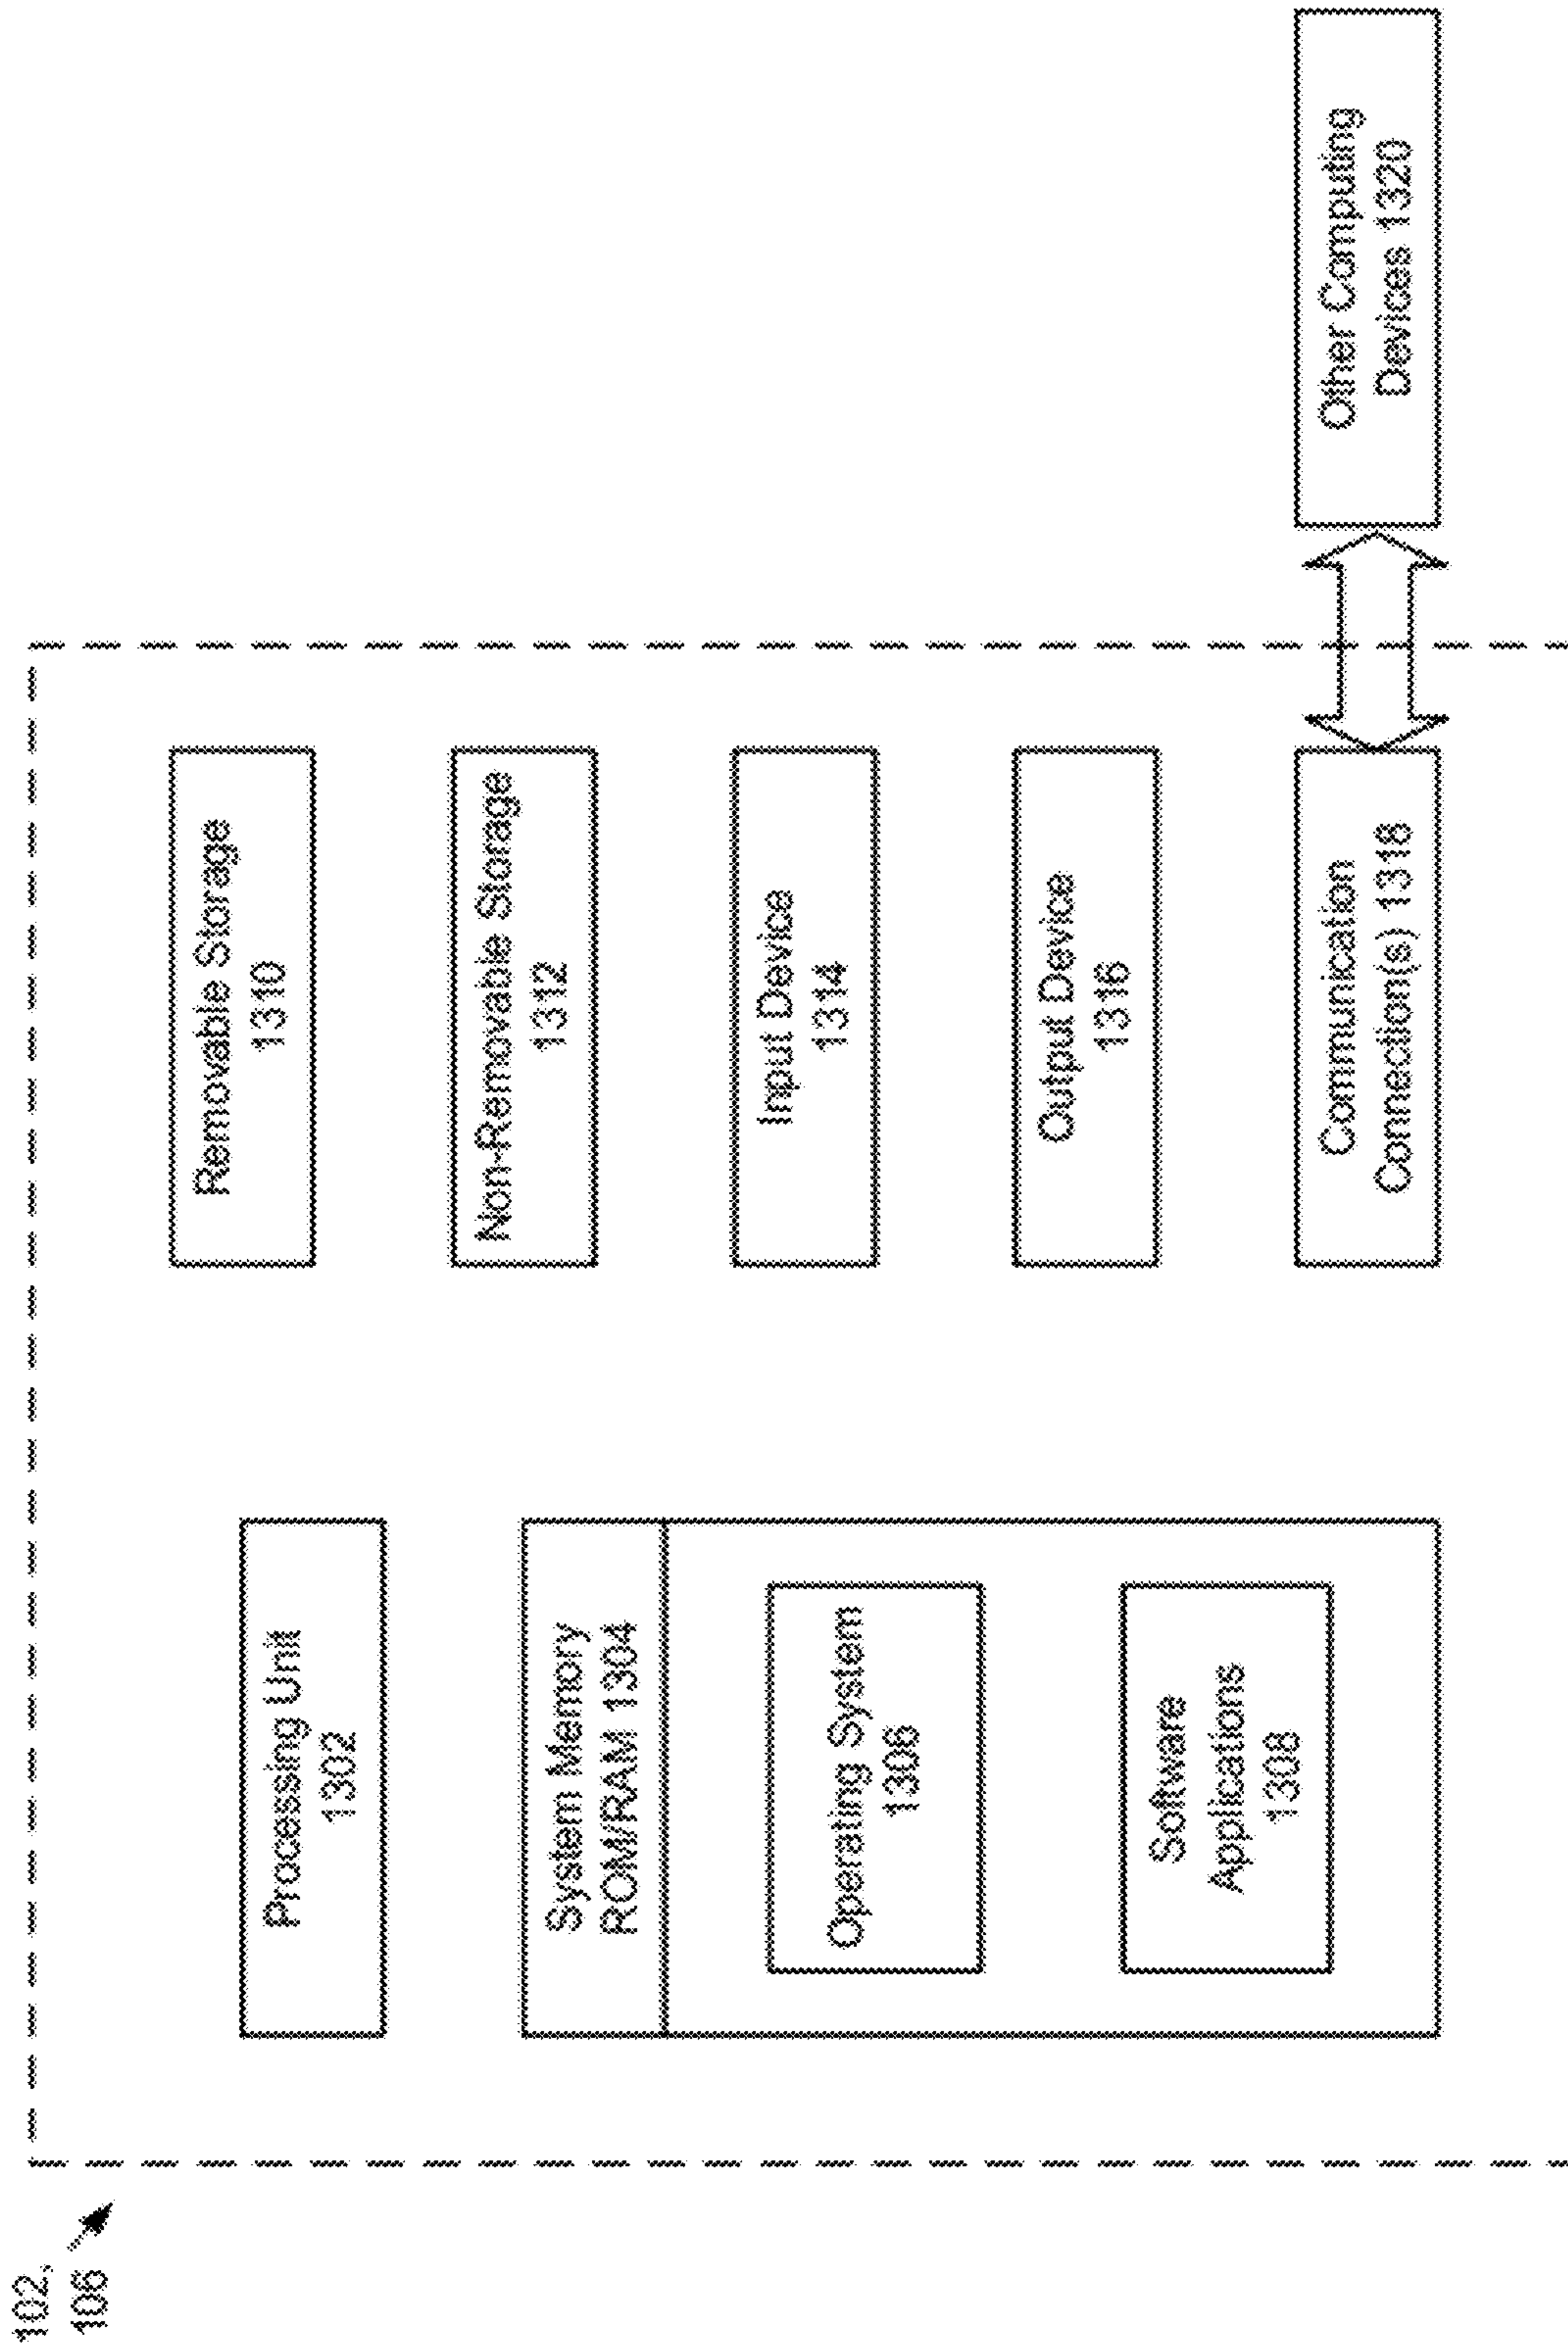 102,
106
Processing Unit
1302
System Memory
ROM/RAM 1304
Operating System
1306
Software
Applications
1308
Removable Storage
1310
Non-Removable Storage
1312
Input Device
1314
Output Device
1316
Communication
Connection(s) 1318
Other Computing
Devices 1320